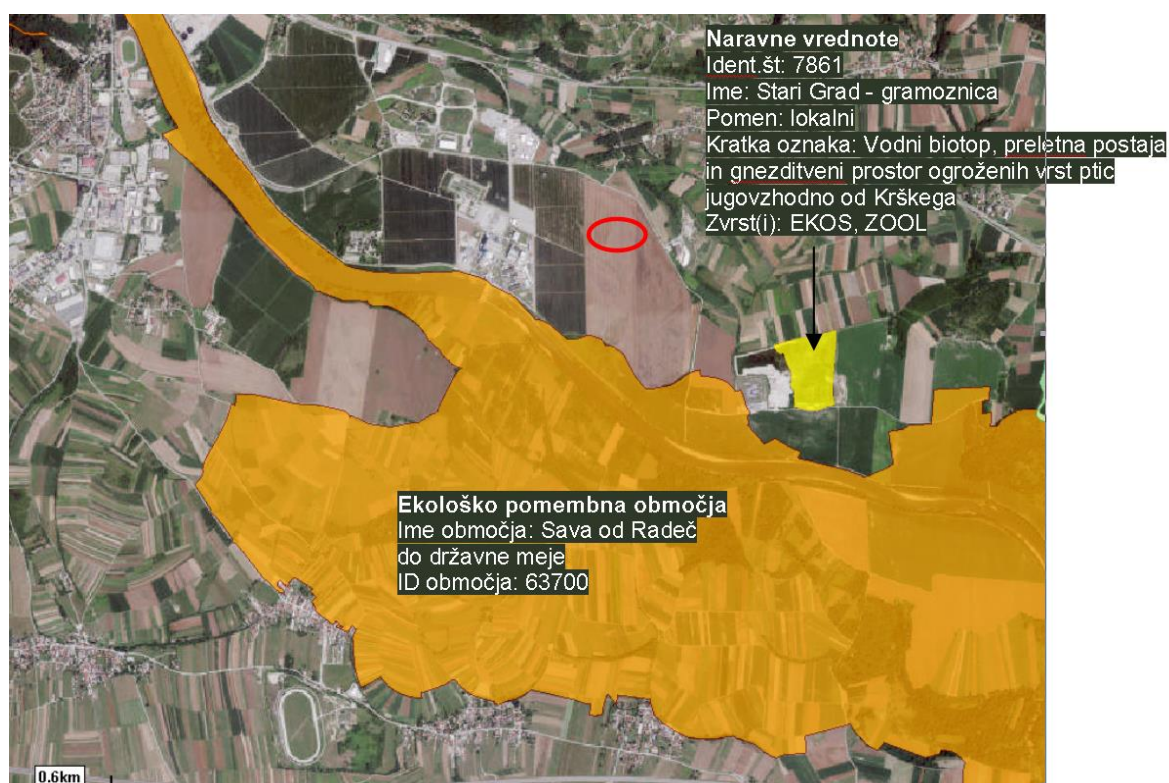 Naravne vrednote
Ident.št: 7861
Ime: Stari Grad - gramoznica
Pomen: lokalni
Kratka oznaka: Vodni biotop, preletna postaja
in gnezditveni prostor ogroženih vrst ptic
jugovzhodno od Krškega
Zvrst(i): EKOS, ZOOL
Ekološko pomembna območja
Ime območja: Sava od Radeč
do državne meje
ID območja: 63700
0.6km